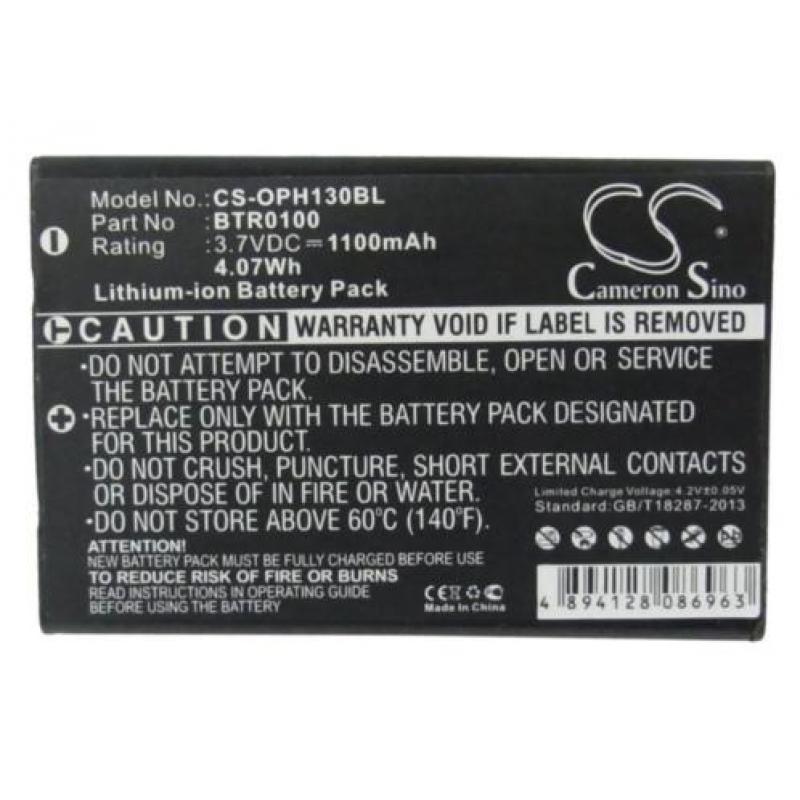 Model No.: CS-OPH130BL
Part No : BTR0100
Rating : 3.7VDC⎓1100mAh
4.07Wh
Lithium-ion Battery Pack
Cameron Sino
CAUTION WARRANTY VOID IF LABEL IS REMOVED
•DO NOT ATTEMPT TO DISASSEMBLE, OPEN OR SERVICE
THE BATTERY PACK.
•REPLACE ONLY WITH THE BATTERY PACK DESIGNATED
FOR THIS PRODUCT.
•DO NOT CRUSH, PUNCTURE, SHORT EXTERNAL CONTACTS
OR DISPOSE OF IN FIRE OR WATER.
•DO NOT STORE ABOVE 60°C (140°F).
Limited Charge Voltage:4.2V±0.05V
Standard:GB/T18287-2013
ATTENTION!
NEW BATTERY PACK MUST BE FULLY CHARGED BEFORE USE
TO REDUCE RISK OF FIRE OR EXPLOSION
READ INSTRUCTIONS IN OPERATING GUIDE
BEFORE USING THE BATTERY
CE FC
Made In China
4 894128 086963